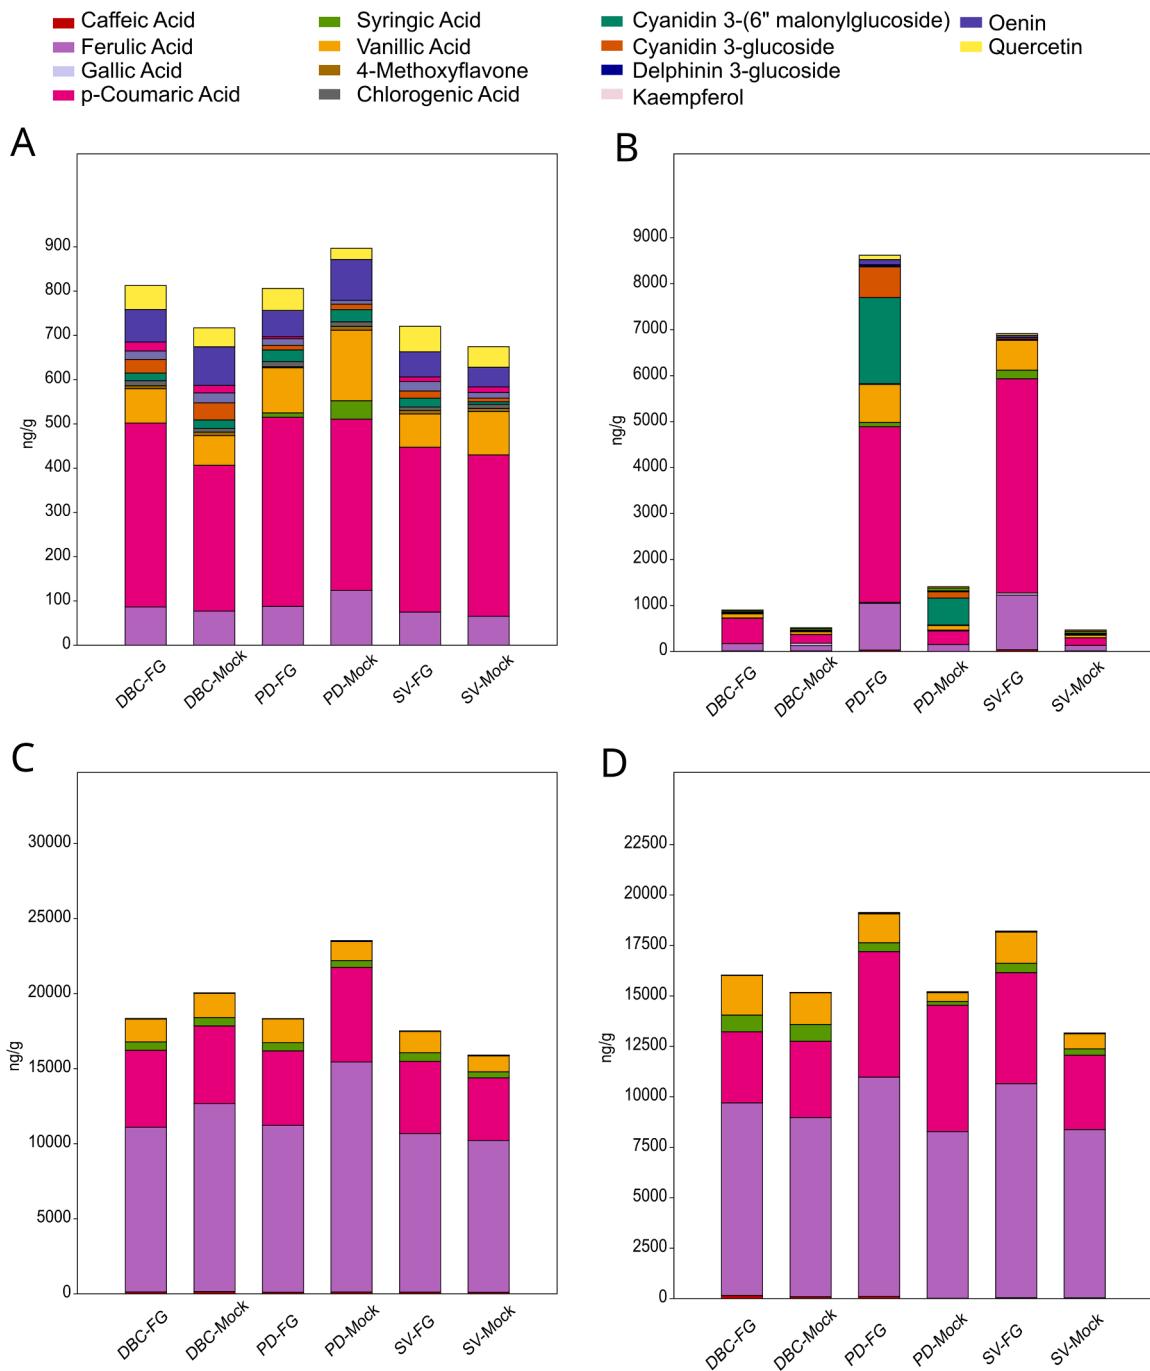 Caffeic Acid
Ferulic Acid
Gallic Acid
p-Coumaric Acid
Syringic Acid
Vanillic Acid
4-Methoxyflavone
Chlorogenic Acid
Cyanidin 3-(6" malonylglucoside)
Cyanidin 3-glucoside
Delphinin 3-glucoside
Kaempferol
Oenin
Quercetin
A
900
800
700
600
500
400
300
200
100
0
ng/g
DBC-FG
DBC-Mock
PD-FG
PD-Mock
SV-FG
SV-Mock
B
9000
8000
7000
6000
5000
4000
3000
2000
1000
0
ng/g
DBC-FG
DBC-Mock
PD-FG
PD-Mock
SV-FG
SV-Mock
C
30000
25000
20000
15000
10000
5000
0
ng/g
DBC-FG
DBC-Mock
PD-FG
PD-Mock
SV-FG
SV-Mock
D
22500
20000
17500
15000
12500
10000
7500
5000
2500
0
ng/g
DBC-FG
DBC-Mock
PD-FG
PD-Mock
SV-FG
SV-Mock